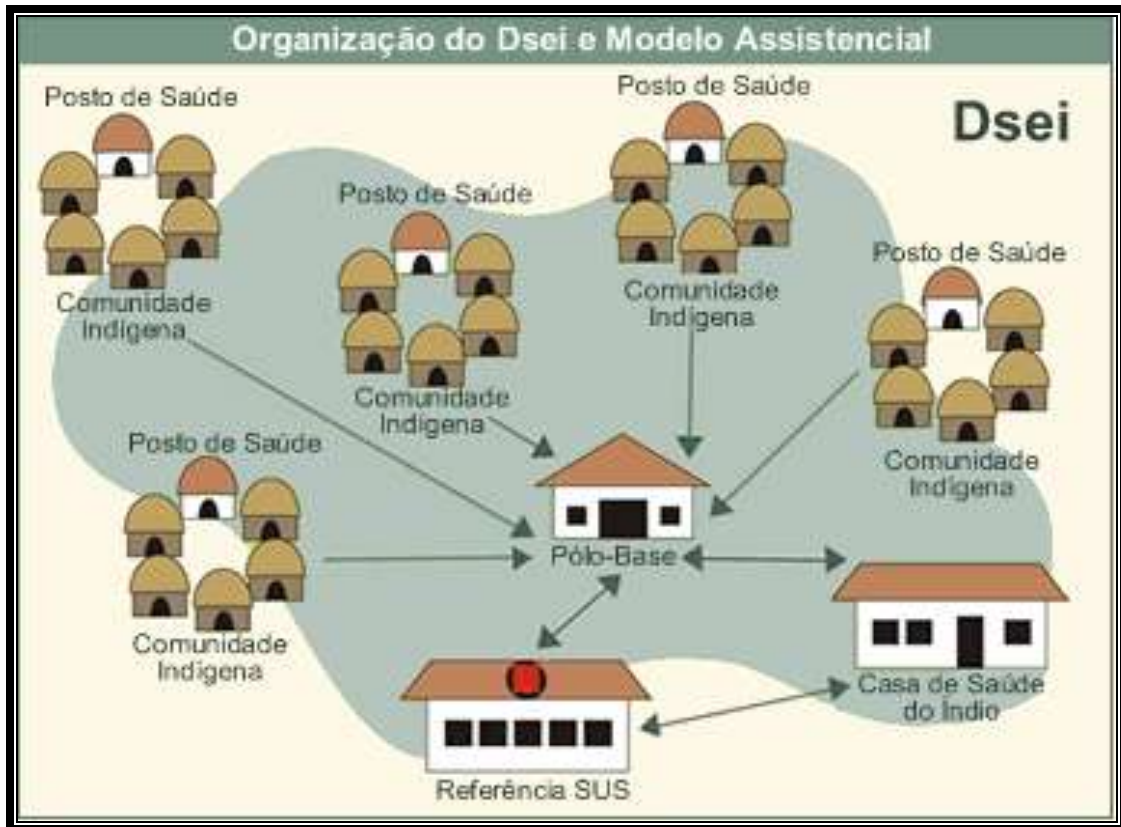 Organização do Dsei e Modelo Assistencial
Dsei
Posto de Saúde
Comunidade
Indígena
Posto de Saúde
Comunidade
Indígena
Posto de Saúde
Comunidade
Indígena
Posto de Saúde
Comunidade
Indígena
Posto de Saúde
Comunidade
Indígena
Pólo-Base
Casa de Saúde
do Índio
Referência SUS